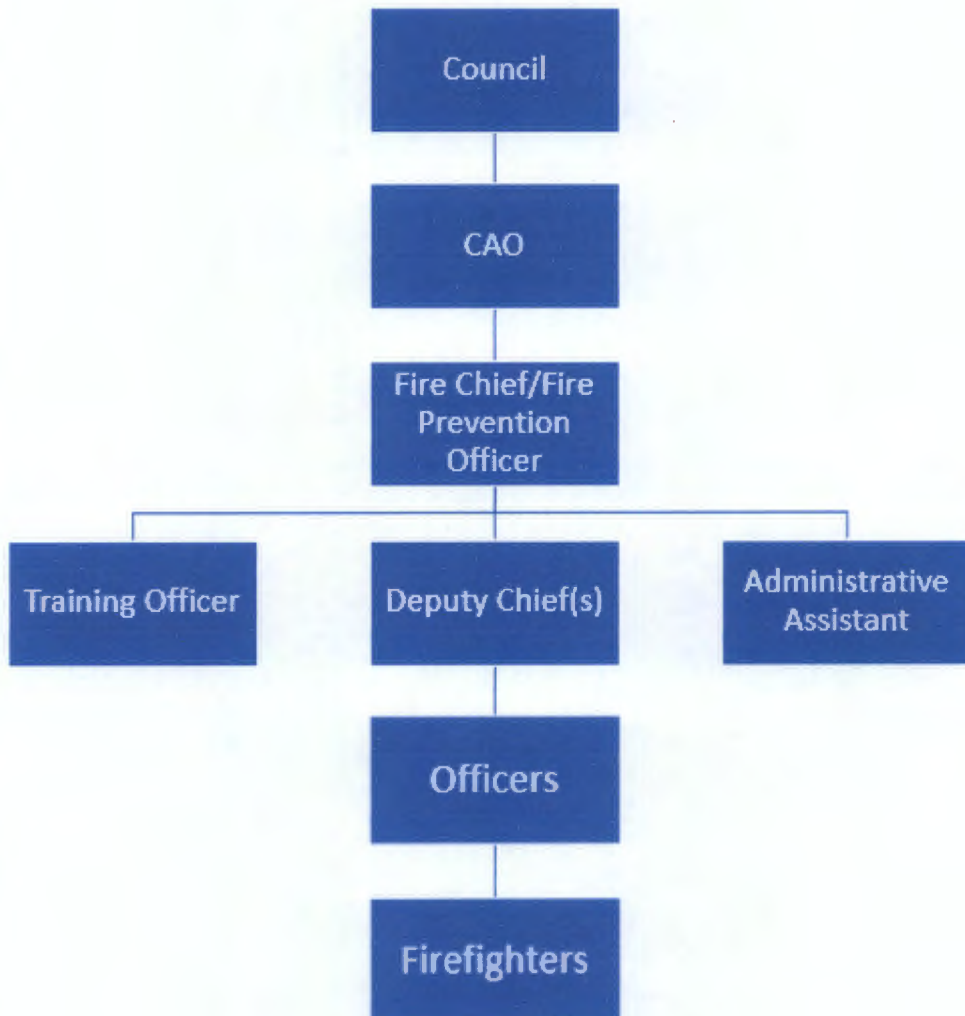 Council
CAO
Fire Chief/Fire
Prevention
Officer
Training Officer
Deputy Chief(s)
Administrative
Assistant
Officers
Firefighters